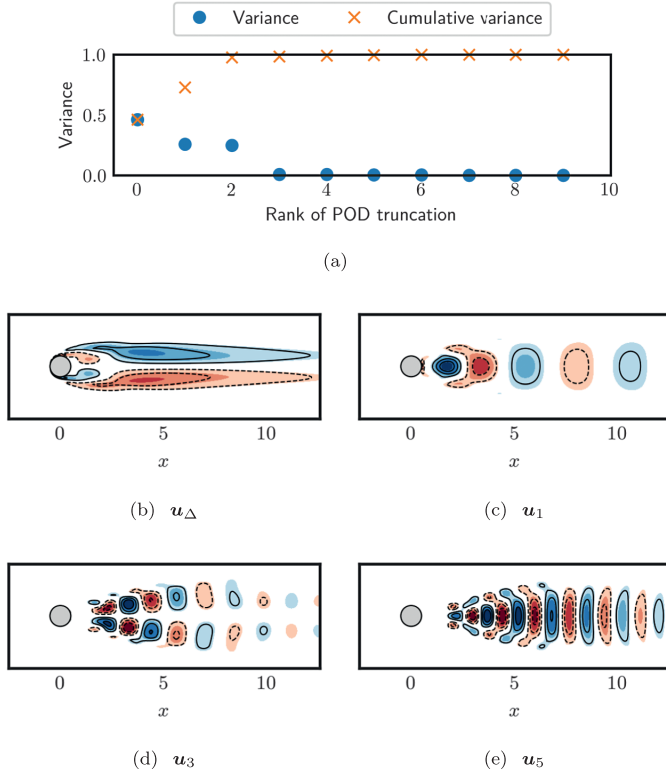 Variance Cumulative variance
1.0
0.5
0.0
Variance
0 2 4 6 8 10
Rank of POD truncation
(a)
0 5 10
x
(b) u_Δ
0 5 10
x
(c) u_1
0 5 10
x
(d) u_3
0 5 10
x
(e) u_5